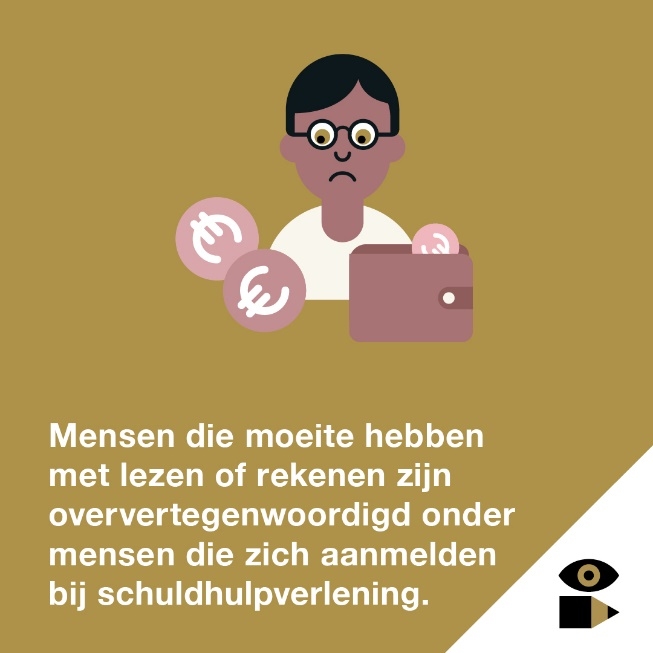 Mensen die moeite hebben
met lezen of rekenen zijn
oververtegenwoordigd onder
mensen die zich aanmelden
bij schuldhulpverlening.